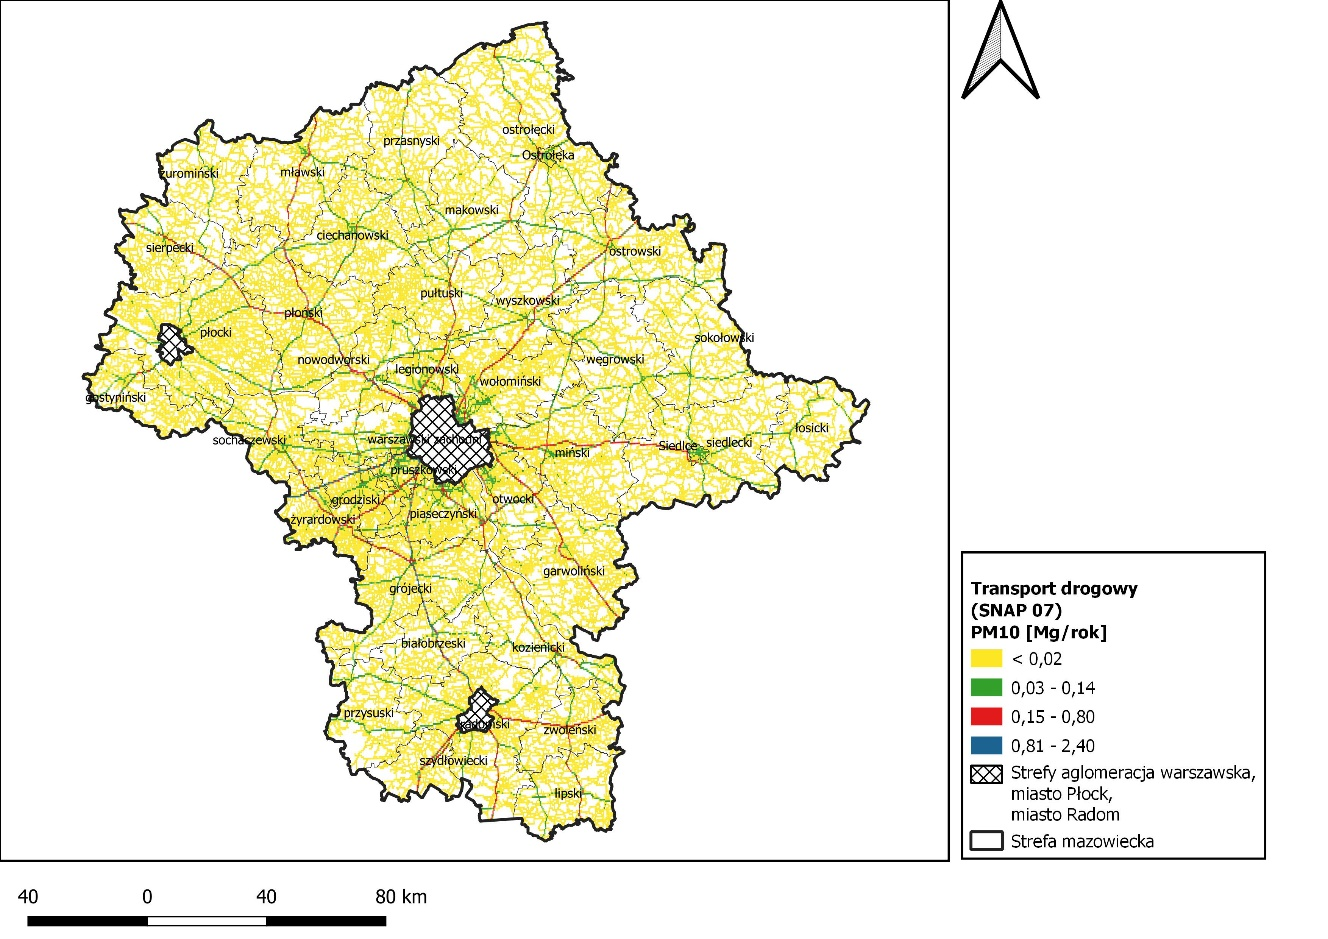 ostrołęcki
przasnyski
Ostrołęka
żuromiński
mławski
makowski
ciechanowski
sierpecki
ostrowski
pułtuski
wyszkowski
płoński
płocki
sokołowski
nowodworski
węgrowski
legionowski
wołomiński
gostyniński
łosicki
sochaczewski
warszawski zachodni
Siedlce
siedlecki
miński
pruszkowski
grodziski
otwocki
żyrardowski
piaseczyński
garwoliński
grójecki
białobrzeski
kozienicki
przysuski
radomski
zwoleński
szydłowiecki
lipski
Transport drogowy
(SNAP 07)
PM10 [Mg/rok]
< 0,02
0,03 - 0,14
0,15 - 0,80
0,81 - 2,40
Strefy aglomeracja warszawska,
miasto Płock,
miasto Radom
Strefa mazowiecka
40 0 40 80 km